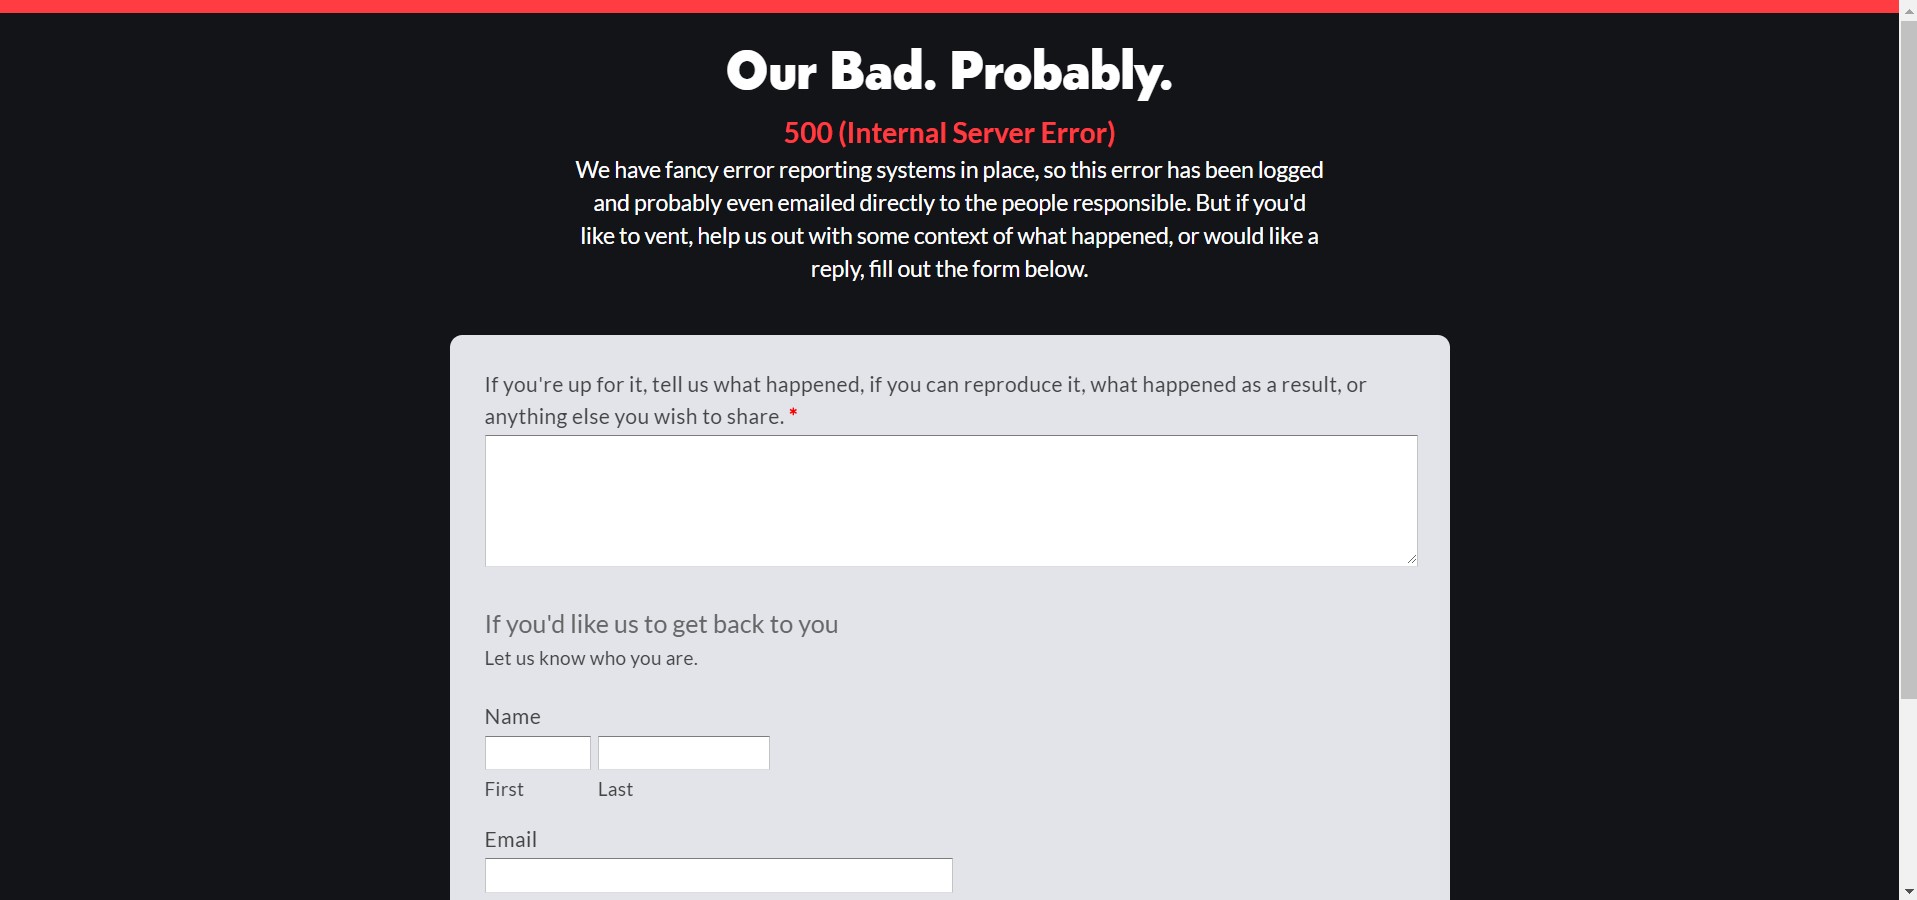 Our Bad. Probably.
500 (Internal Server Error)
We have fancy error reporting systems in place, so this error has been logged
and probably even emailed directly to the people responsible. But if you'd
like to vent, help us out with some context of what happened, or would like a
reply, fill out the form below.
If you're up for it, tell us what happened, if you can reproduce it, what happened as a result, or
anything else you wish to share. *
If you'd like us to get back to you
Let us know who you are.
Name
First Last
Email